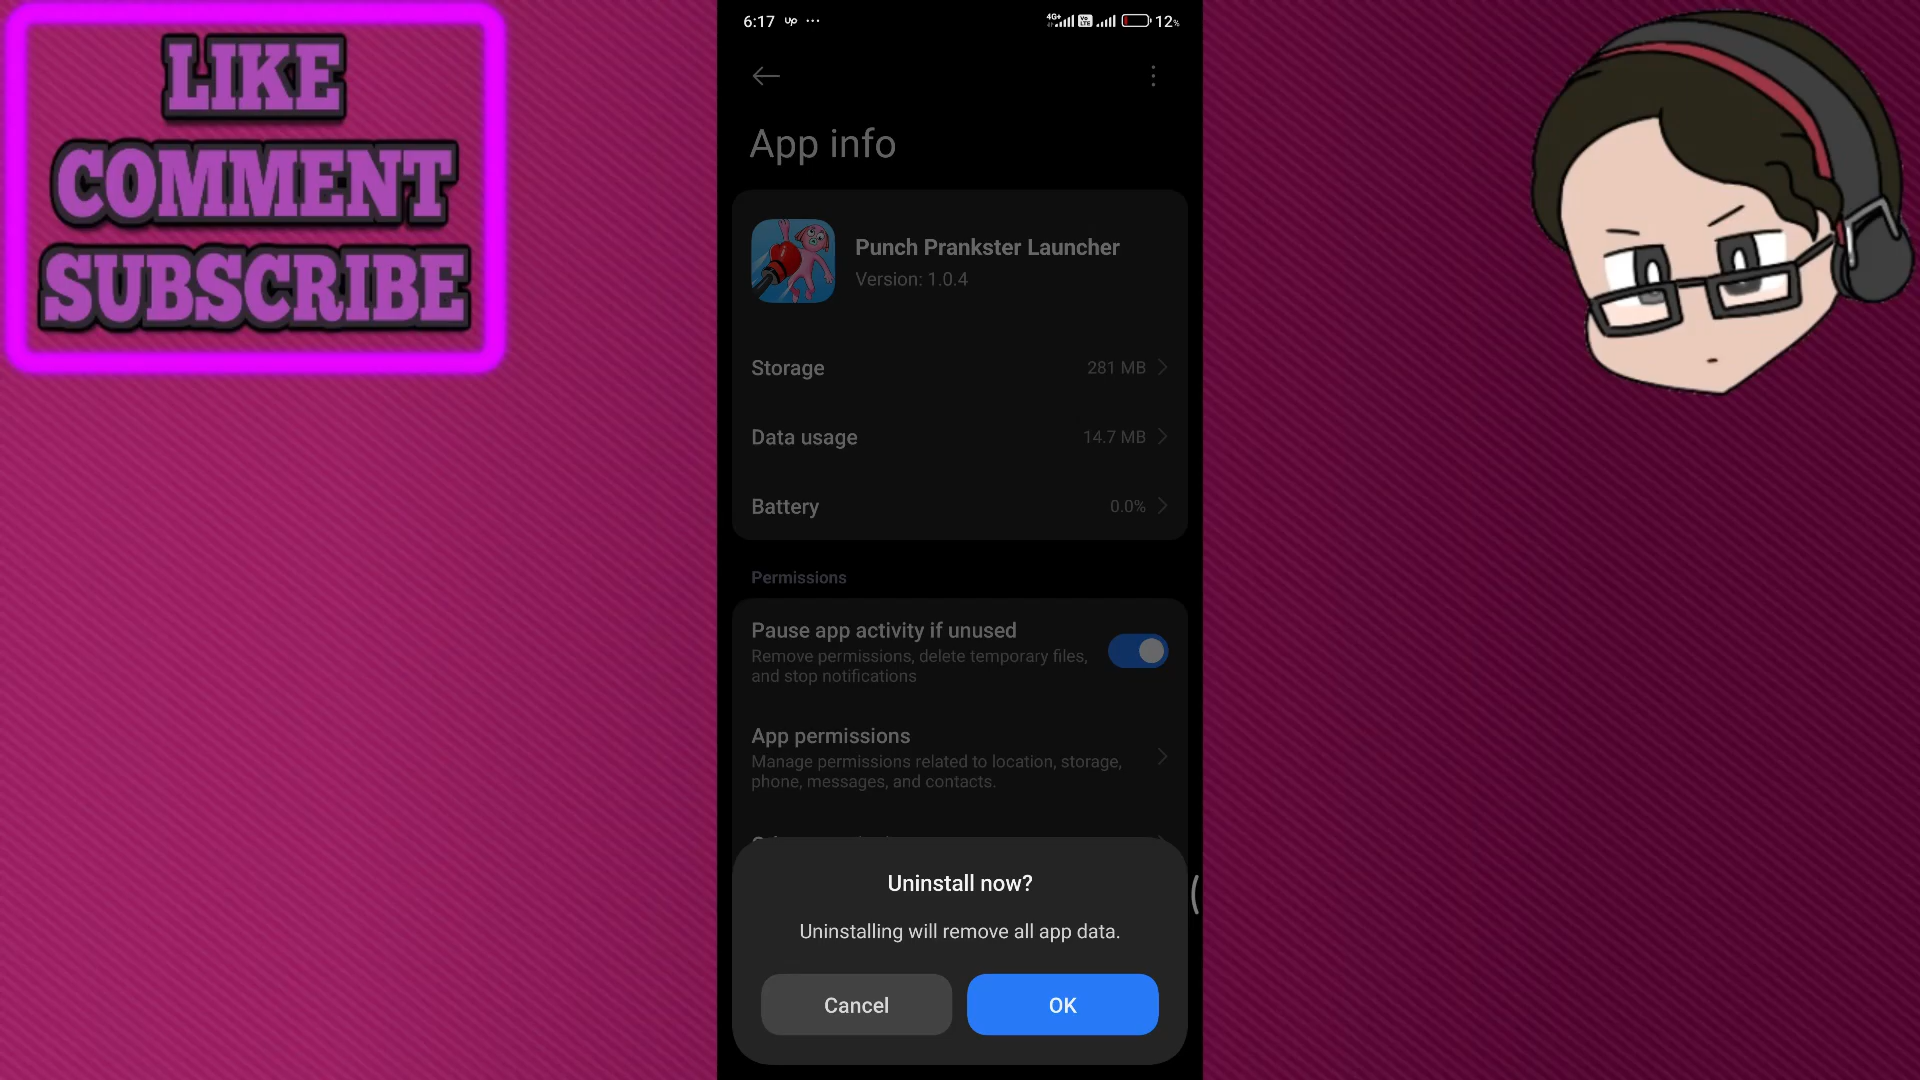 LIKE
COMMENT
SUBSCRIBE
6:17
4G+ Vo LTE 12%
App info
Punch Prankster Launcher
Version: 1.0.4
Storage 281 MB
Data usage 14.7 MB
Battery 0.0%
Permissions
Pause app activity if unused
Remove permissions, delete temporary files,
and stop notifications
App permissions
Manage permissions related to location, storage,
phone, messages, and contacts.
Uninstall now?
Uninstalling will remove all app data.
Cancel OK